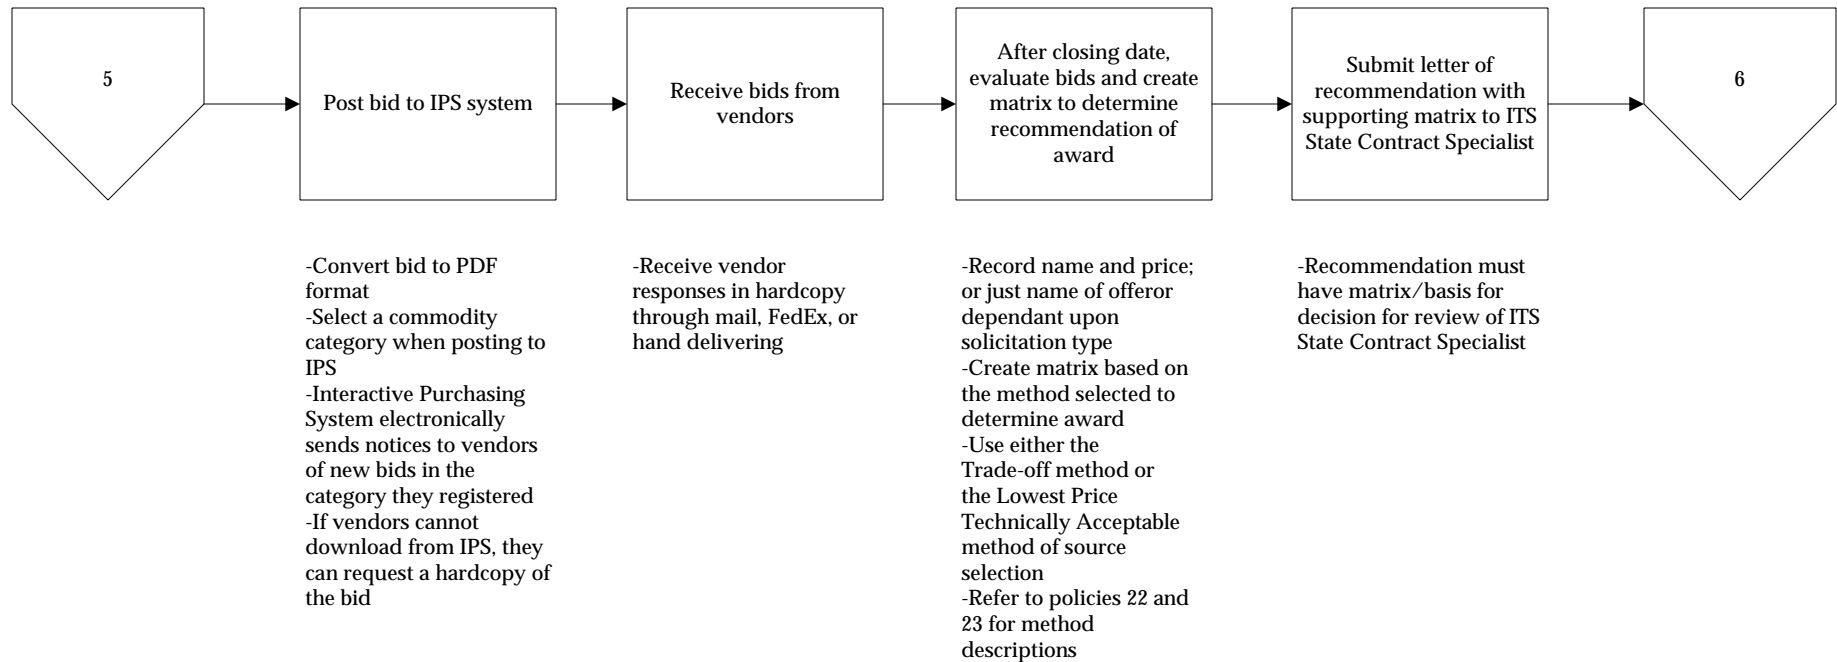 5
Post bid to IPS system
Receive bids from
vendors
After closing date,
evaluate bids and create
matrix to determine
recommendation of
award
Submit letter of
recommendation with
supporting matrix to ITS
State Contract Specialist
6
-Convert bid to PDF
format
-Select a commodity
category when posting to
IPS
-Interactive Purchasing
System electronically
sends notices to vendors
of new bids in the
category they registered
-If vendors cannot
download from IPS, they
can request a hardcopy of
the bid
-Receive vendor
responses in hardcopy
through mail, FedEx, or
hand delivering
-Record name and price;
or just name of offeror
dependant upon
solicitation type
-Create matrix based on
the method selected to
determine award
-Use either the
Trade-off method or
the Lowest Price
Technically Acceptable
method of source
selection
-Refer to policies 22 and
23 for method
descriptions
-Recommendation must
have matrix/basis for
decision for review of ITS
State Contract Specialist